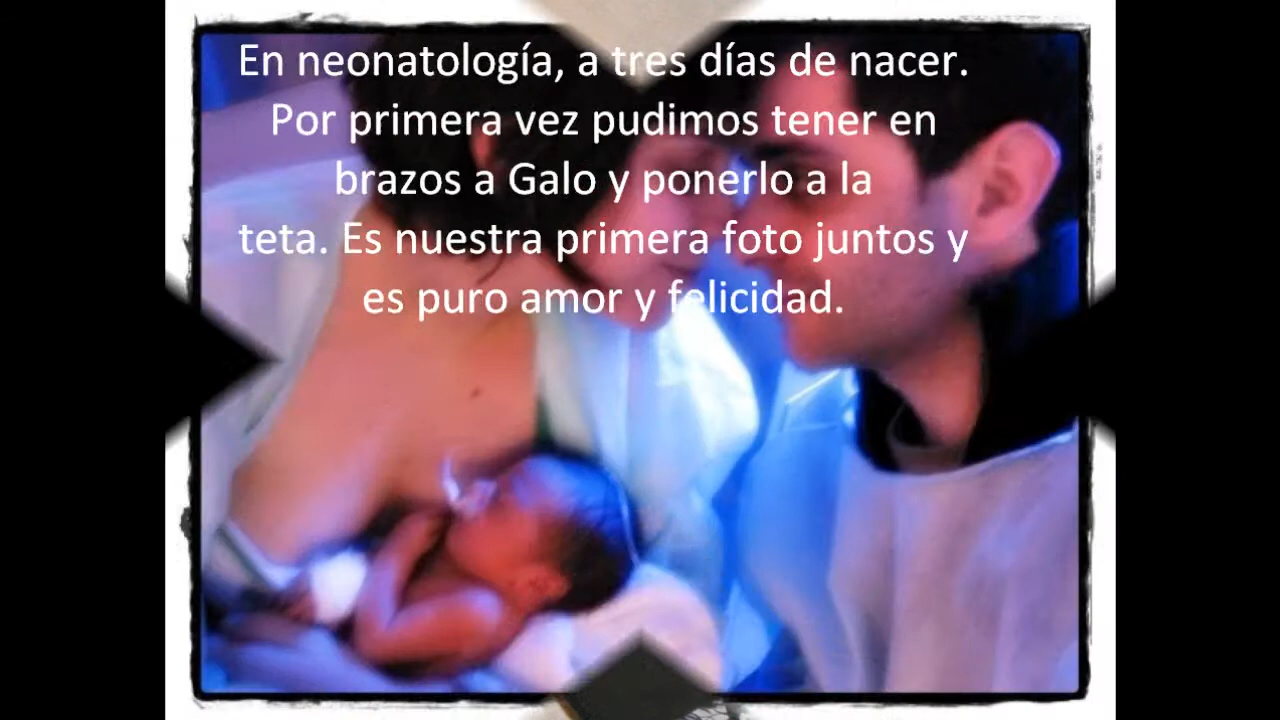 En neonatología, a tres días de nacer.
Por primera vez pudimos tener en
brazos a Galo y ponerlo a la
teta. Es nuestra primera foto juntos y
es puro amor y felicidad.